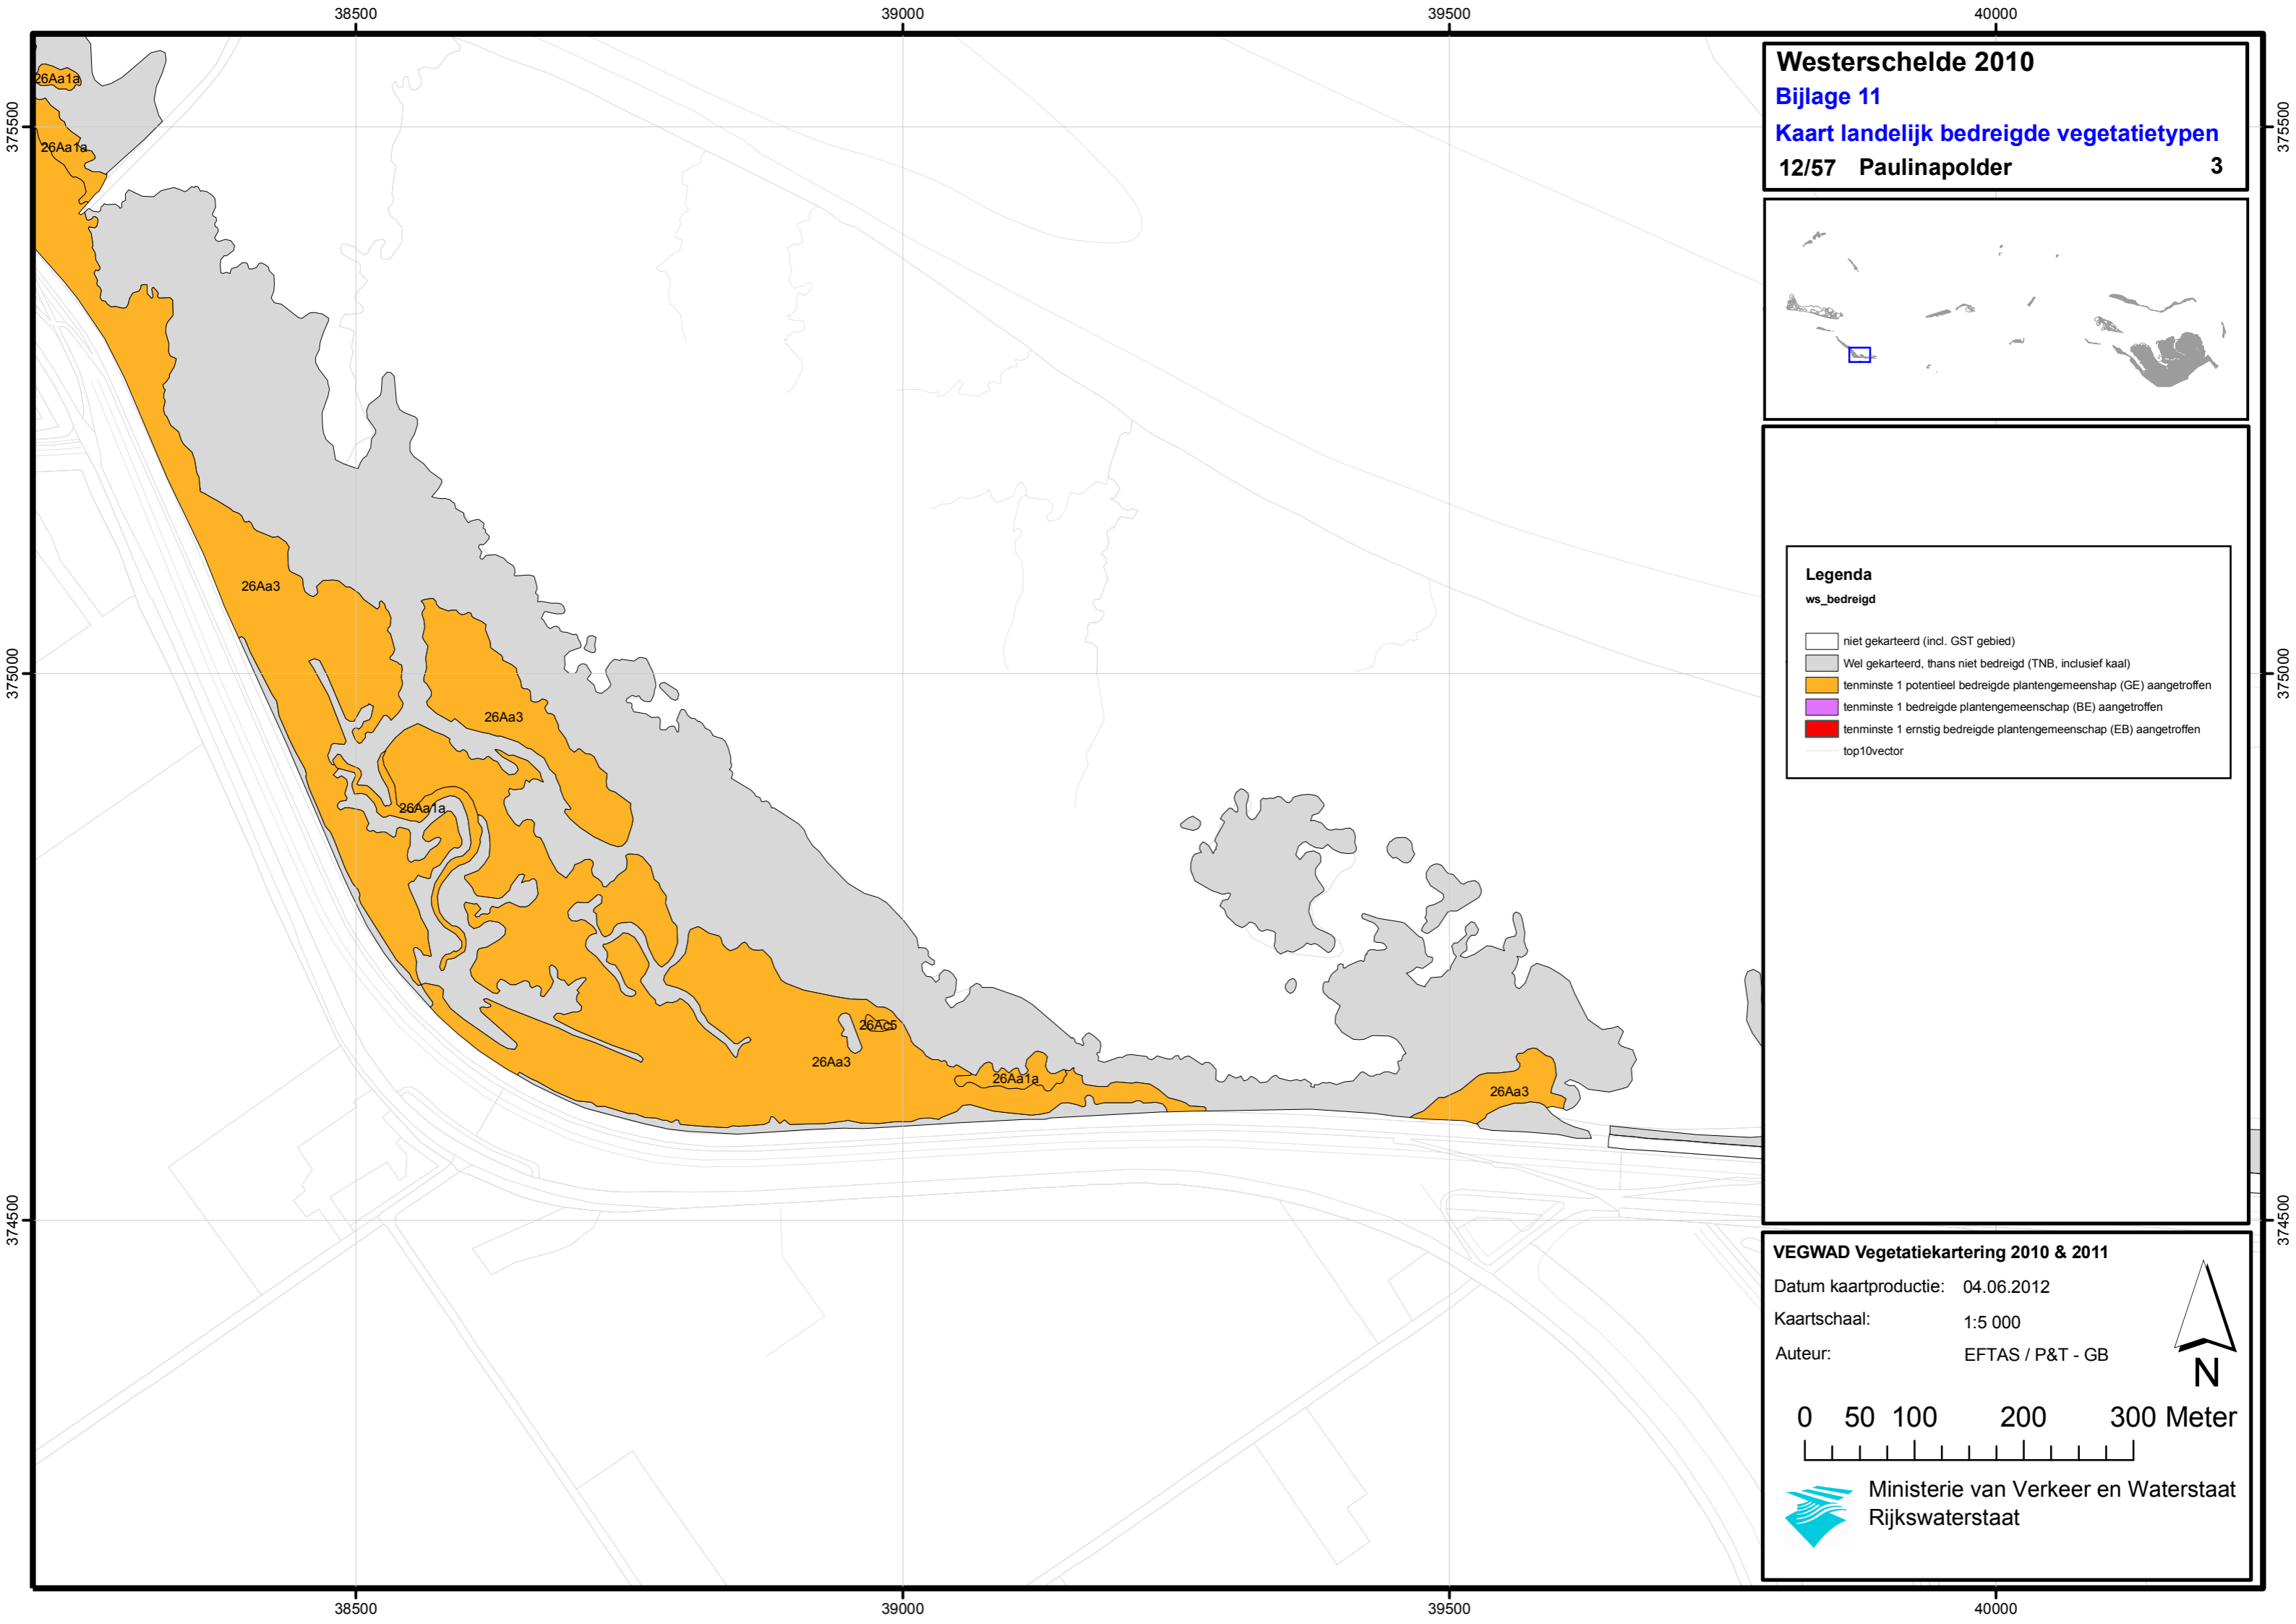 38500 39000 39500 40000
Westerschelde 2010
Bijlage 11
Kaart landelijk bedreigde vegetatietypen
12/57 Paulinapolder 3
375500 375500
26Aa1a
26Aa1a
Legenda
ws_bedreigd
niet gekarteerd (incl. GST gebied)
Wel gekarteerd, thans niet bedreigd (TNB, inclusief kaal)
tenminste 1 potentieel bedreigde plantengemeenshap (GE) aangetroffen
tenminste 1 bedreigde plantengemeenschap (BE) aangetroffen
tenminste 1 ernstig bedreigde plantengemeenschap (EB) aangetroffen
top10vector
26Aa3
375000 375000
26Aa3
26Aa1a
26Ac5
26Aa3
26Aa1a
26Aa3
374500 374500
VEGWAD Vegetatiekartering 2010 & 2011
Datum kaartproductie: 04.06.2012
Kaartschaal: 1:5 000
Auteur: EFTAS / P&T - GB
N
0 50 100 200 300 Meter
Ministerie van Verkeer en Waterstaat
Rijkswaterstaat
38500 39000 39500 40000